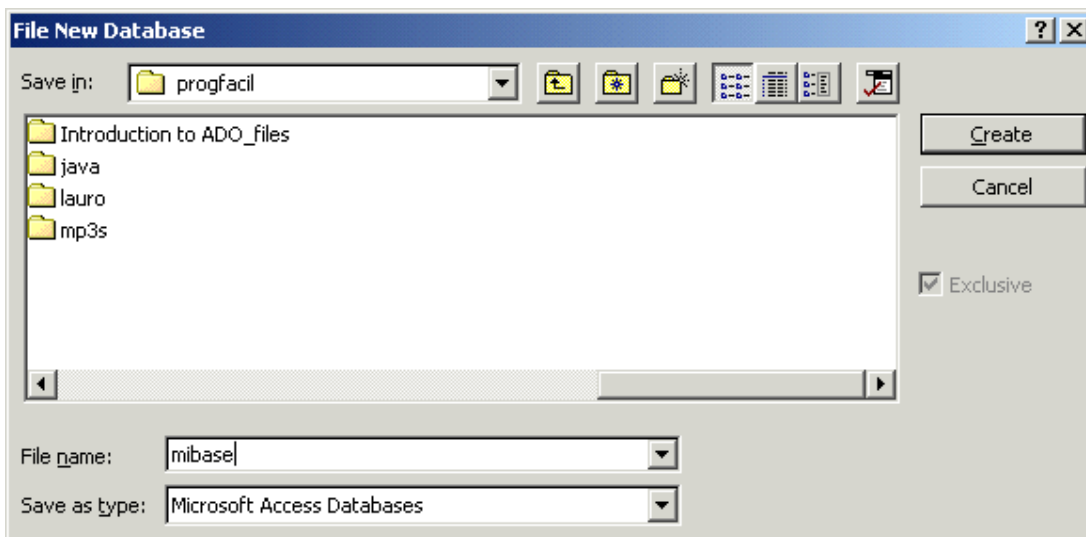 File New Database
Save in: progfacil
Introduction to ADO_files
java
lauro
mp3s
Create
Cancel
Exclusive
File name: mibase
Save as type: Microsoft Access Databases